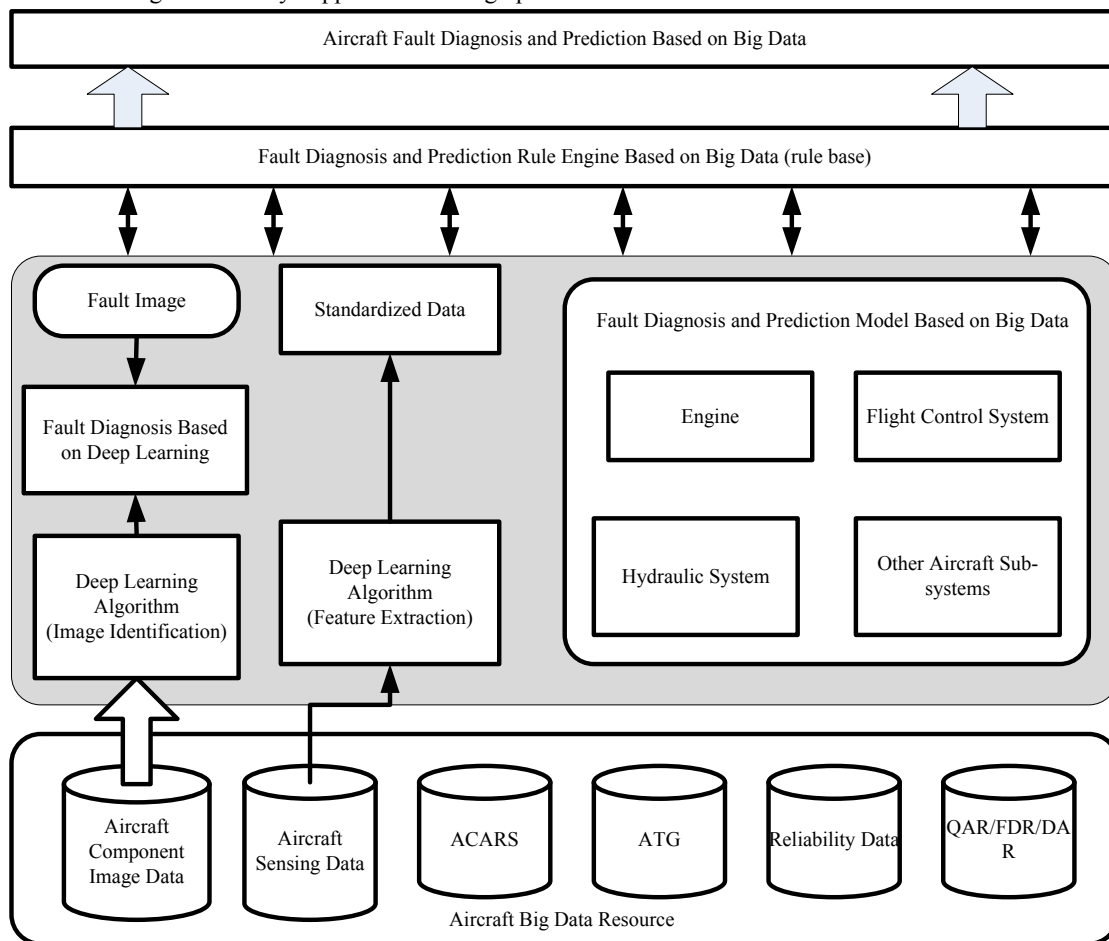 Aircraft Fault Diagnosis and Prediction Based on Big Data
Fault Diagnosis and Prediction Rule Engine Based on Big Data (rule base)
Fault Image
Standardized Data
Fault Diagnosis and Prediction Model Based on Big Data
Fault Diagnosis Based
on Deep Learning
Engine
Flight Control System
Deep Learning
Algorithm
(Image Identification)
Deep Learning
Algorithm
(Feature Extraction)
Hydraulic System
Other Aircraft Sub-
systems
Aircraft
Component
Image Data
Aircraft
Sensing Data
ACARS
ATG
Reliability Data
QAR/FDR/DA
R
Aircraft Big Data Resource